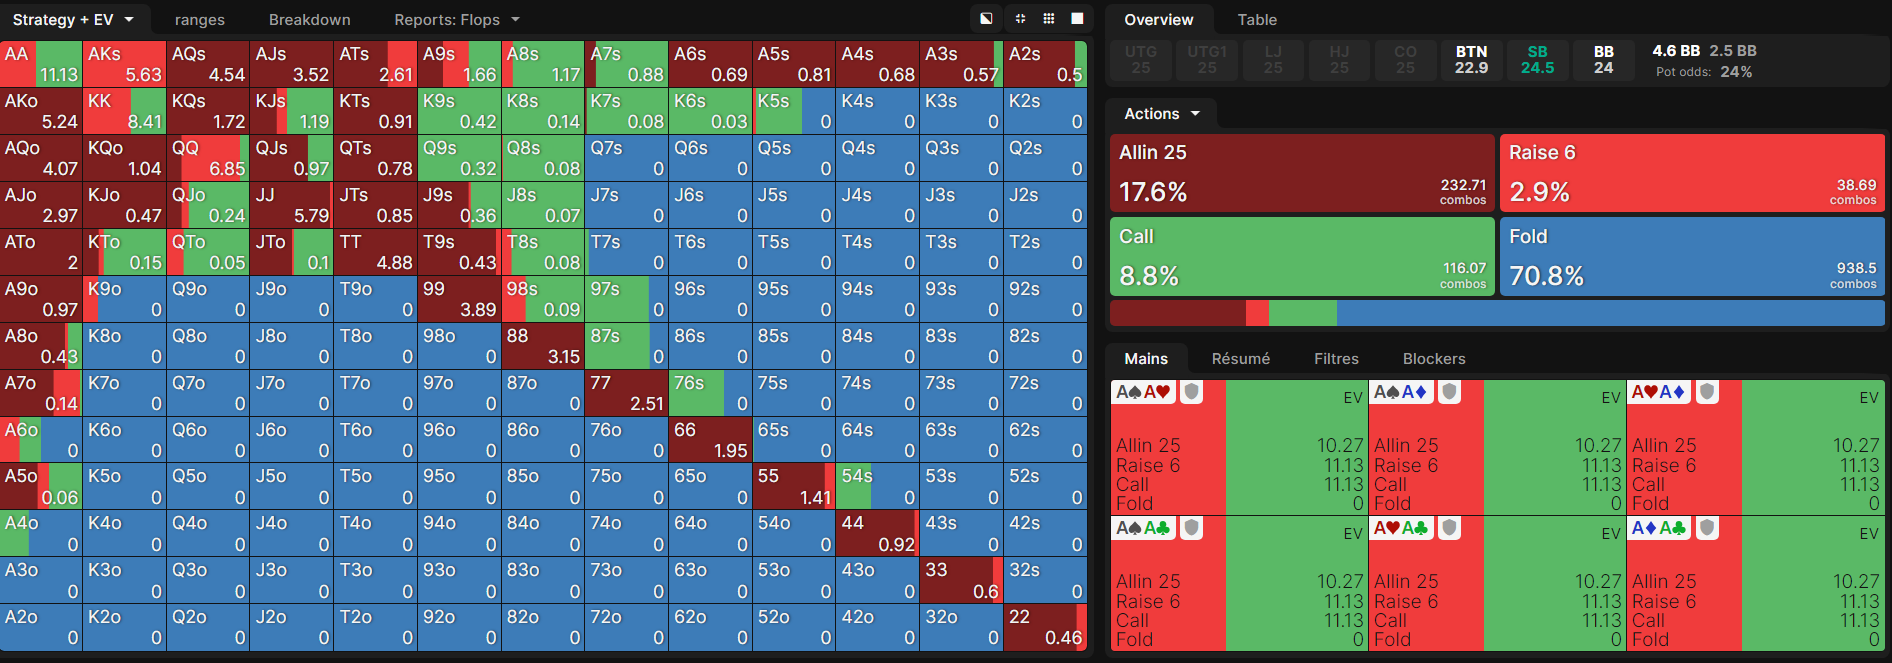 Strategy + EV ranges Breakdown Reports: Flops
AA AKs AQs AJs ATs A9s A8s A7s A6s A5s A4s A3s A2s
11.13 5.63 4.54 3.52 2.61 1.66 1.17 0.88 0.69 0.81 0.68 0.57 0.5
AKo KK KQs KJs KTs K9s K8s K7s K6s K5s K4s K3s K2s
5.24 8.41 1.72 1.19 0.91 0.42 0.14 0.08 0.03 0 0 0 0
AQo KQo QQ QJs QTs Q9s Q8s Q7s Q6s Q5s Q4s Q3s Q2s
4.07 1.04 6.85 0.97 0.78 0.32 0.08 0 0 0 0 0 0
AJo KJo QJo JJ JTs J9s J8s J7s J6s J5s J4s J3s J2s
2.97 0.47 0.24 5.79 0.85 0.36 0.07 0 0 0 0 0 0
ATo KTo QTo JTo TT T9s T8s T7s T6s T5s T4s T3s T2s
2 0.15 0.05 0.1 4.88 0.43 0.08 0 0 0 0 0 0
A9o K9o Q9o J9o T9o 99 98s 97s 96s 95s 94s 93s 92s
0.97 0 0 0 0 3.89 0.09 0 0 0 0 0 0
A8o K8o Q8o J8o T8o 98o 88 87s 86s 85s 84s 83s 82s
0.43 0 0 0 0 0 3.15 0 0 0 0 0 0
A7o K7o Q7o J7o T7o 97o 87o 77 76s 75s 74s 73s 72s
0.14 0 0 0 0 0 0 2.51 0 0 0 0 0
A6o K6o Q6o J6o T6o 96o 86o 76o 66 65s 64s 63s 62s
0 0 0 0 0 0 0 0 1.95 0 0 0 0
A5o K5o Q5o J5o T5o 95o 85o 75o 65o 55 54s 53s 52s
0.06 0 0 0 0 0 0 0 0 1.41 0 0 0
A4o K4o Q4o J4o T4o 94o 84o 74o 64o 54o 44 43s 42s
0 0 0 0 0 0 0 0 0 0 0.92 0 0
A3o K3o Q3o J3o T3o 93o 83o 73o 63o 53o 43o 33 32s
0 0 0 0 0 0 0 0 0 0 0 0.6 0
A2o K2o Q2o J2o T2o 92o 82o 72o 62o 52o 42o 32o 22
0 0 0 0 0 0 0 0 0 0 0 0 0.46
Overview Table
UTG UTG1 LJ HJ CO BTN SB BB 4.6 BB 2.5 BB
25 25 25 25 25 22.9 24.5 24 Pot odds: 24%
Actions
Allin 25 Raise 6
17.6% 232.71 combos 2.9% 38.69 combos
Call Fold
8.8% 116.07 combos 70.8% 938.5 combos
Mains Résumé Filtres Blockers
A♠A♥ EV A♠A♦ EV A♥A♦ EV
Allin 25 10.27 Allin 25 10.27 Allin 25 10.27
Raise 6 11.13 Raise 6 11.13 Raise 6 11.13
Call 11.13 Call 11.13 Call 11.13
Fold 0 Fold 0 Fold 0
A♠A♣ EV A♥A♣ EV A♦A♣ EV
Allin 25 10.27 Allin 25 10.27 Allin 25 10.27
Raise 6 11.13 Raise 6 11.13 Raise 6 11.13
Call 11.13 Call 11.13 Call 11.13
Fold 0 Fold 0 Fold 0